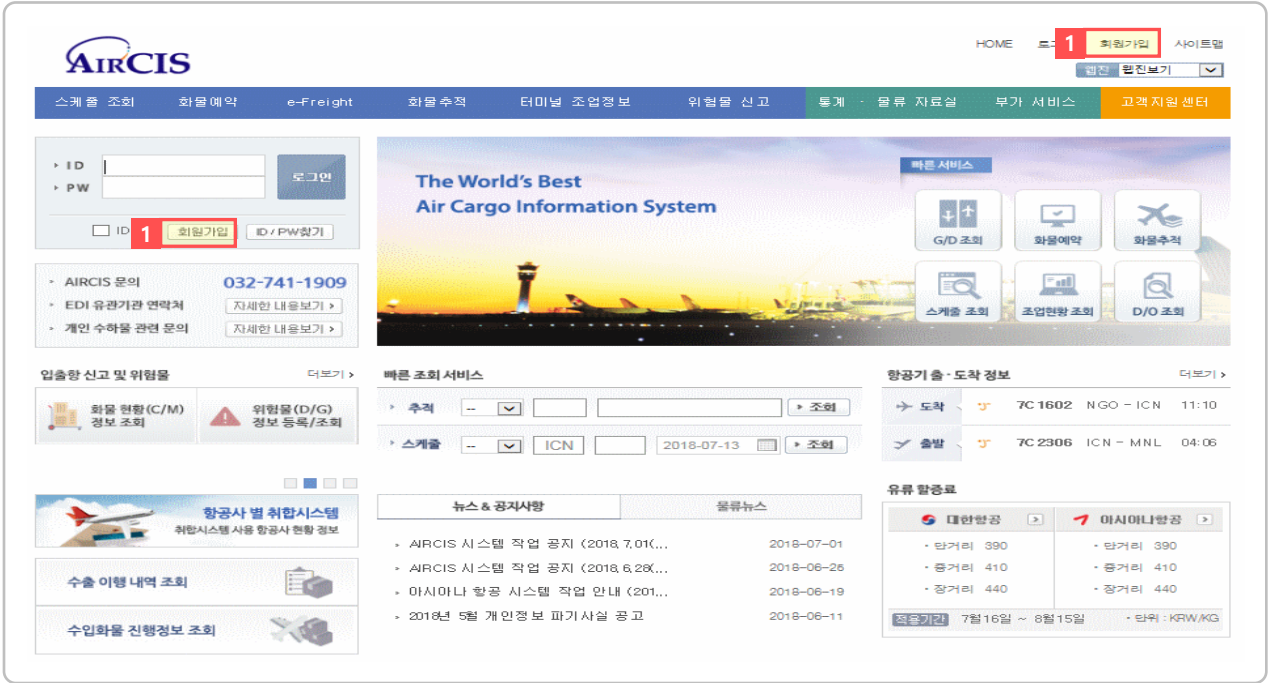 AIRCIS
HOME 1 회원가입 사이트맵
웹진 웹진보기
스케줄 조회 화물예약 e-Freight 화물추적 터미널 조업정보 위험물 신고 통계 · 물류 자료실 부가 서비스 고객지원센터
ID
PW
로그인
ID 1 회원가입 ID / PW찾기
The World's Best
Air Cargo Information System
빠른 서비스
G/D 조회 화물예약 화물추적
스케줄 조회 조업현황 조회 D/O 조회
AIRCIS 문의 032-741-1909
EDI 유관기관 연락처 자세한 내용보기 ›
개인 수하물 관련 문의 자세한 내용보기 ›
입출항 신고 및 위험물 더보기 ›
화물 현황(C/M)
정보 조회
위험물(D/G)
정보 등록/조회
빠른 조회 서비스
추적 -- 조회
스케줄 -- ICN 2018-07-13 조회
항공기 출·도착 정보 더보기 ›
도착 7C 1602 NGO - ICN 11:10
출발 7C 2306 ICN - MNL 04:06
항공사 별 취합시스템
취합시스템 사용 항공사 현황 정보
수출 이행 내역 조회
수입화물 진행정보 조회
뉴스 & 공지사항 물류뉴스
AIRCIS 시스템 작업 공지 (2018.7.01(... 2018-07-01
AIRCIS 시스템 작업 공지 (2018.6.28(... 2018-06-26
아시아나 항공 시스템 작업 안내 (201... 2018-06-19
2018년 5월 개인정보 파기사실 공고 2018-06-11
유류 할증료
대한항공 아시아나항공
· 단거리 390 · 단거리 390
· 중거리 410 · 중거리 410
· 장거리 440 · 장거리 440
적용기간 7월16일 ~ 8월15일 · 단위 : KRW/KG